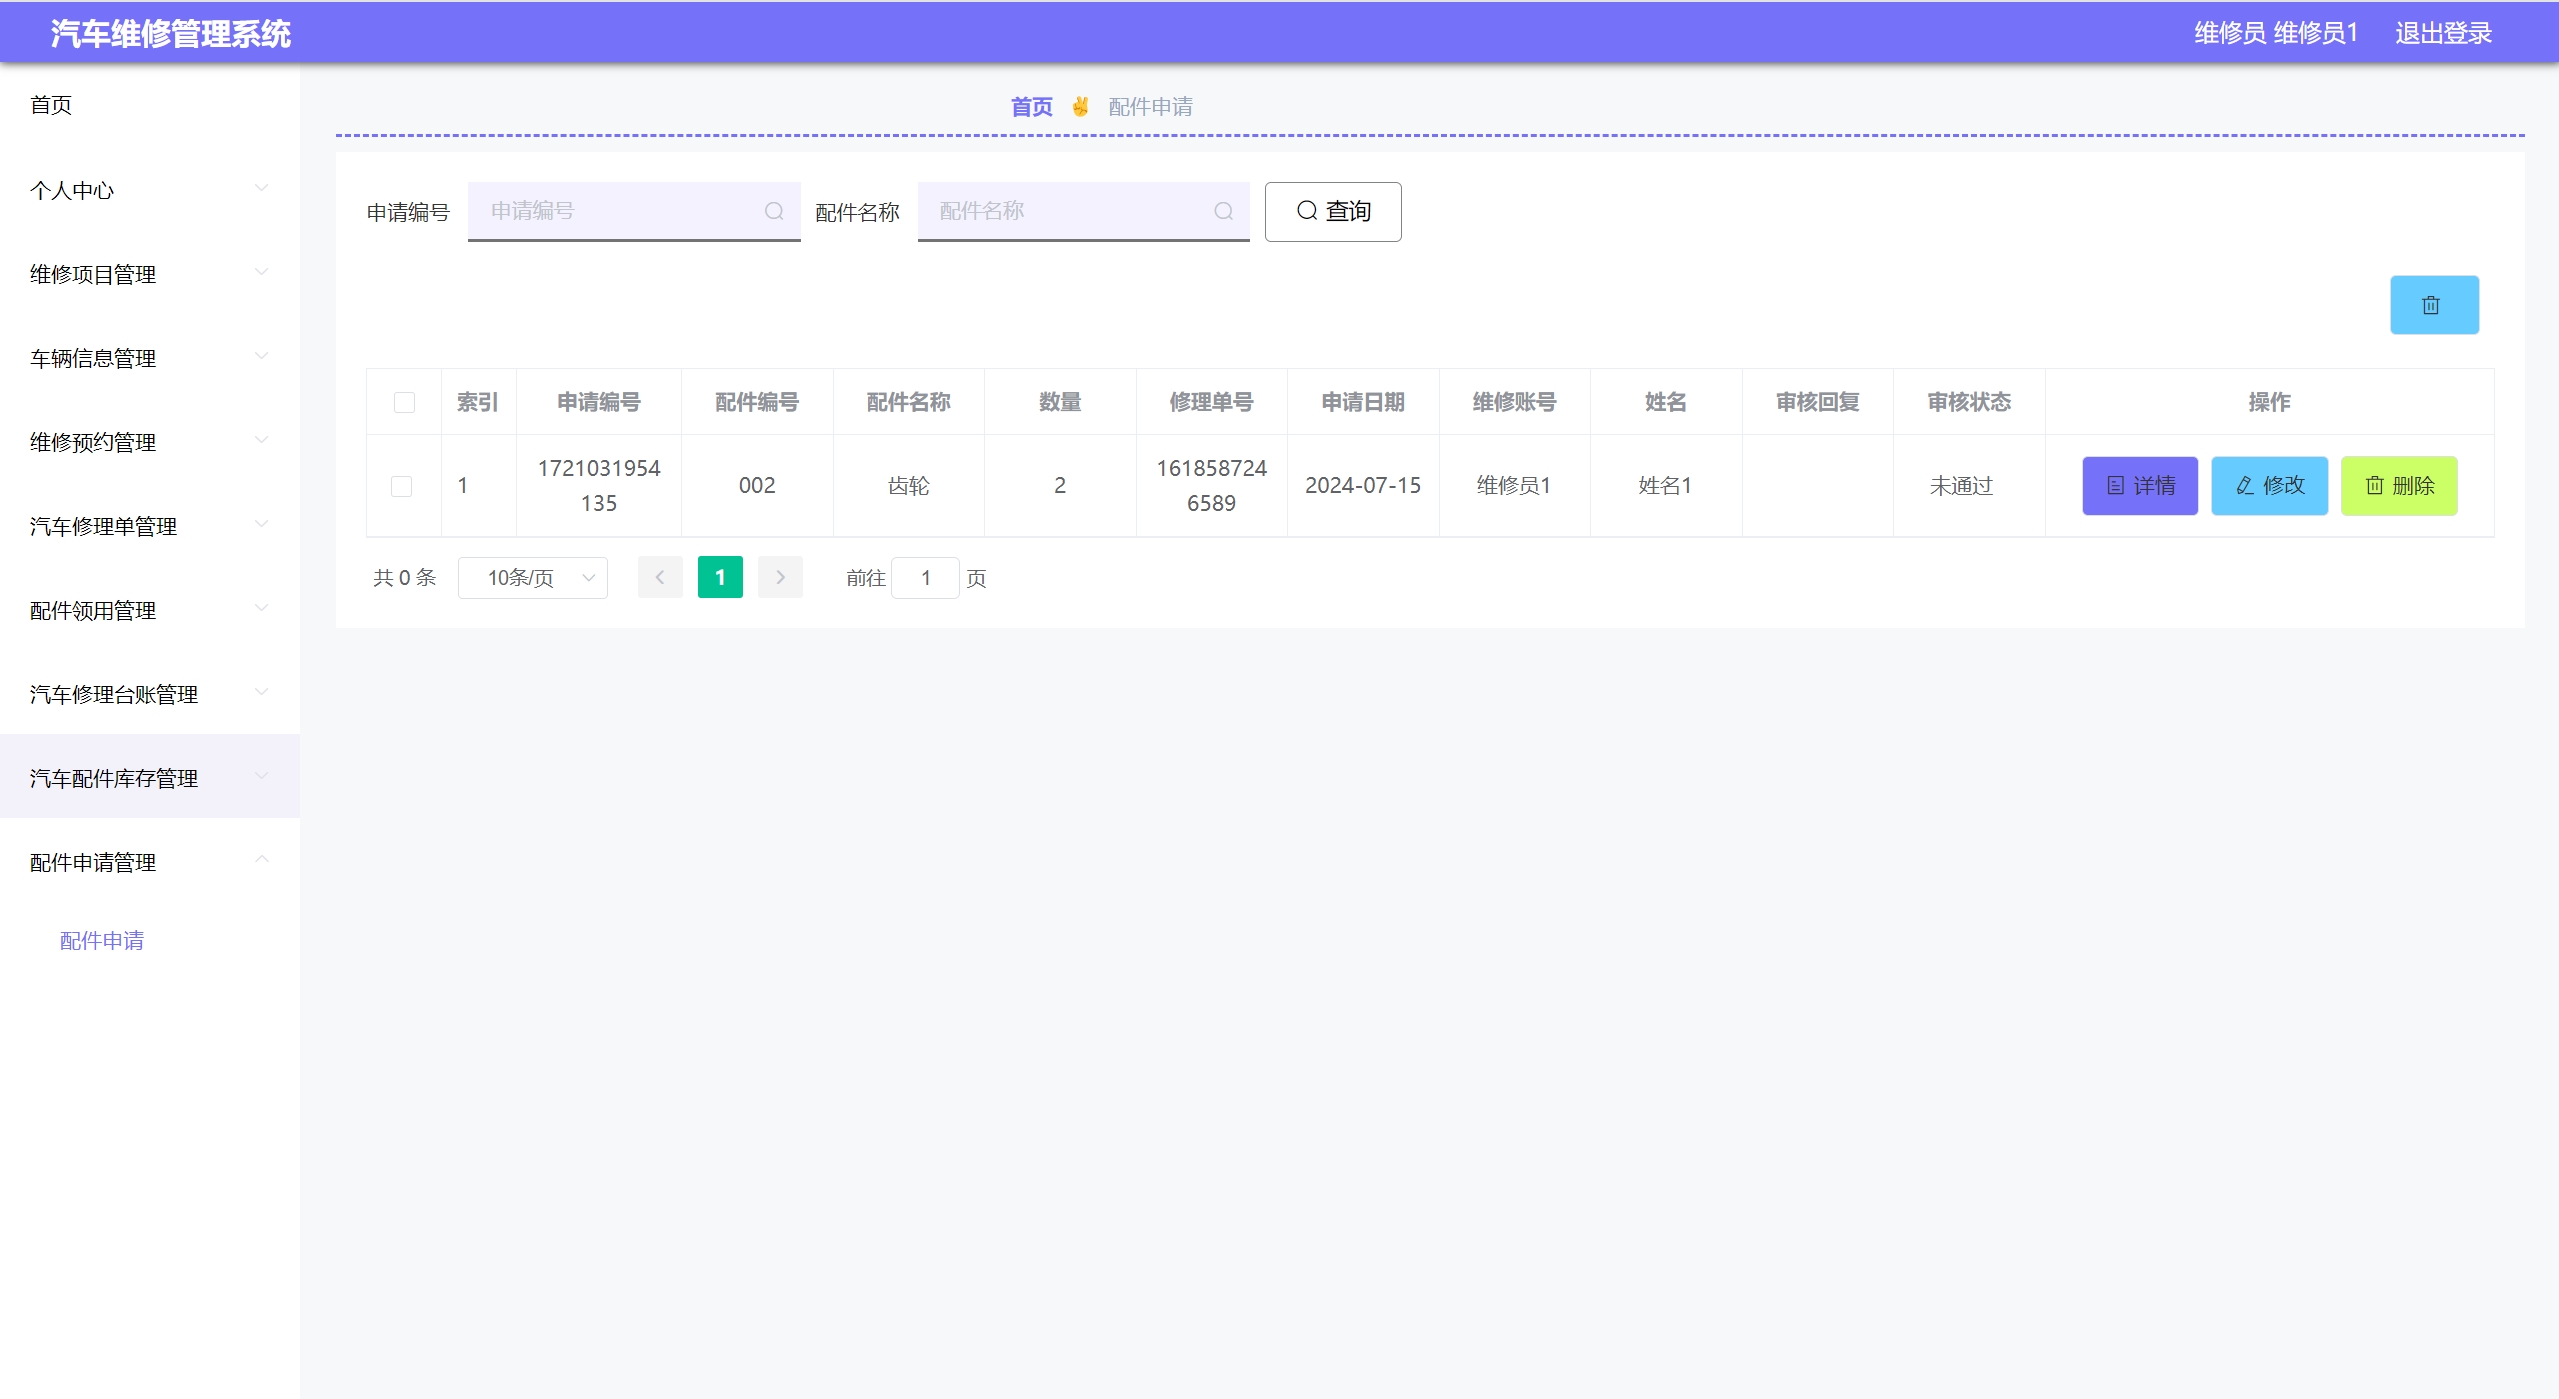 汽车维修管理系统
维修员 维修员1 退出登录
首页
个人中心
维修项目管理
车辆信息管理
维修预约管理
汽车修理单管理
配件领用管理
汽车修理台账管理
汽车配件库存管理
配件申请管理
配件申请
首页 ✌ 配件申请
申请编号 申请编号 配件名称 配件名称 查询
索引 申请编号 配件编号 配件名称 数量 修理单号 申请日期 维修账号 姓名 审核回复 审核状态 操作
1 1721031954135 002 齿轮 2 1618587246589 2024-07-15 维修员1 姓名1 未通过 详情 修改 删除
共 0 条 10条/页 1 前往 1 页